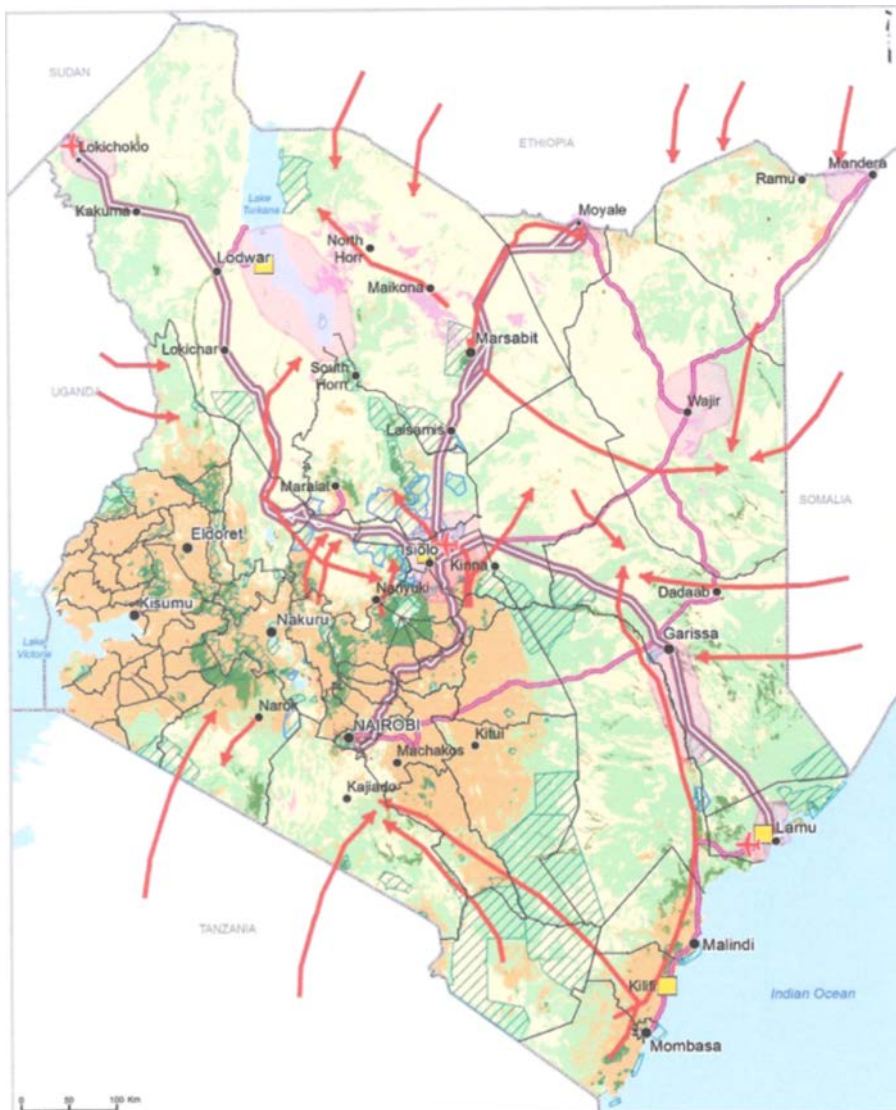 SUDAN
ETHIOPIA
Lokichokio
Mandera
Ramu
Kakuma
Lake
Turkana
Moyale
North
Horr
Lodwar
Maikona
Marsabit
Lokichar
South
Horr
UGANDA
Wajir
Laisamis
Maralal
SOMALIA
Eldoret
Isiolo
Kinna
Dadaab
Nanyuki
Kisumu
Nakuru
Garissa
Lake
Victoria
Narok
NAIROBI
Kitui
Machakos
Kajiado
Lamu
TANZANIA
Malindi
Kilifi
Indian Ocean
Mombasa
0 50 100 Km